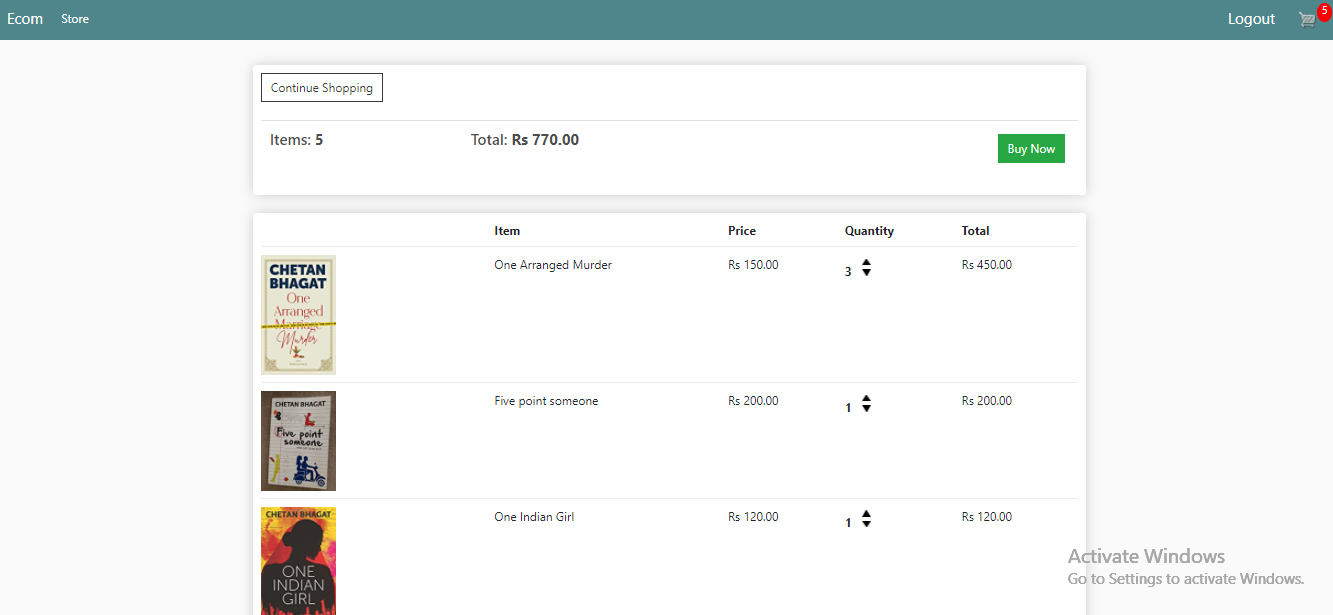 Ecom Store Logout 5
Continue Shopping
Items: 5 Total: Rs 770.00 Buy Now
Item Price Quantity Total
CHETAN
BHAGAT
One
Arranged
Marriage
Murder
One Arranged Murder Rs 150.00 3 Rs 450.00
CHETAN BHAGAT
Five point
someone
Five point someone Rs 200.00 1 Rs 200.00
CHETAN BHAGAT
ONE
INDIAN
GIRL
One Indian Girl Rs 120.00 1 Rs 120.00
Activate Windows
Go to Settings to activate Windows.